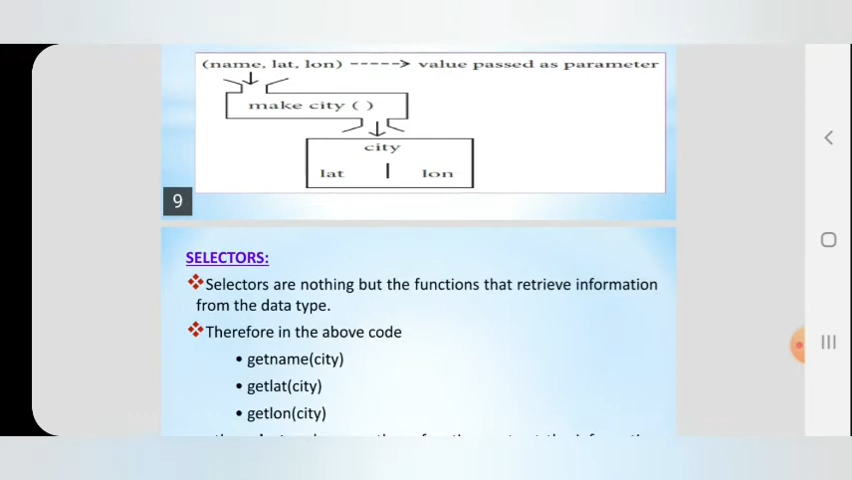 (name, lat, lon) -----> value passed as parameter
make city ( )
city
lat | lon
9
SELECTORS:
❖Selectors are nothing but the functions that retrieve information
from the data type.
❖Therefore in the above code
• getname(city)
• getlat(city)
• getlon(city)